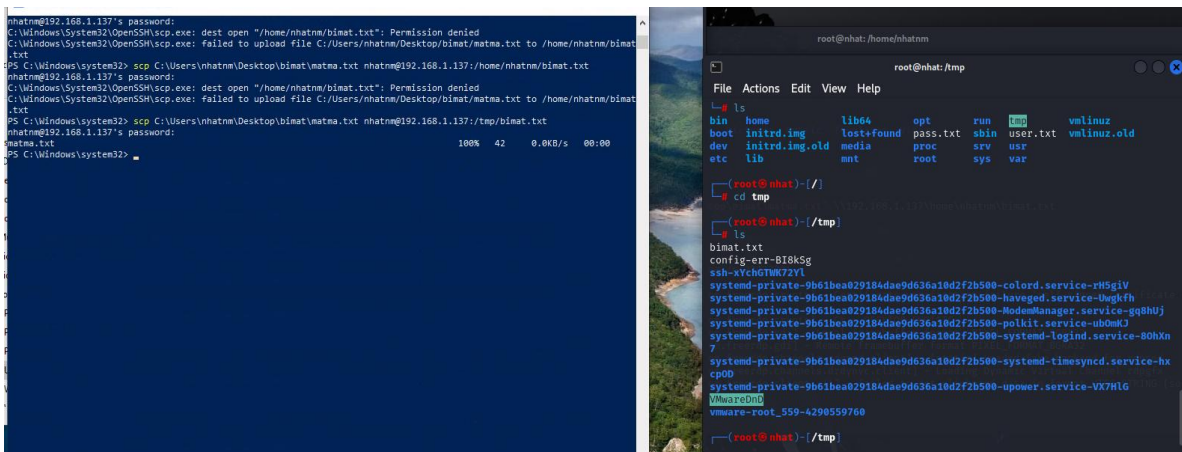 nhatnm@192.168.1.137's password:
C:\Windows\System32\OpenSSH\scp.exe: dest open "/home/nhatnm/bimat.txt": Permission denied
C:\Windows\System32\OpenSSH\scp.exe: failed to upload file C:/Users/nhatnm/Desktop/bimat/matma.txt to /home/nhatnm/bimat
.txt
PS C:\Windows\system32> scp C:\Users\nhatnm\Desktop\bimat\matma.txt nhatnm@192.168.1.137:/home/nhatnm/bimat.txt
nhatnm@192.168.1.137's password:
C:\Windows\System32\OpenSSH\scp.exe: dest open "/home/nhatnm/bimat.txt": Permission denied
C:\Windows\System32\OpenSSH\scp.exe: failed to upload file C:/Users/nhatnm/Desktop/bimat/matma.txt to /home/nhatnm/bimat
.txt
PS C:\Windows\system32> scp C:\Users\nhatnm\Desktop\bimat\matma.txt nhatnm@192.168.1.137:/tmp/bimat.txt
nhatnm@192.168.1.137's password:
matma.txt 100% 42 0.0KB/s 00:00
PS C:\Windows\system32>
root@nhat: /home/nhatnm
root@nhat: /tmp
File Actions Edit View Help
└─# ls
bin home lib64 opt run tmp vmlinuz
boot initrd.img lost+found pass.txt sbin user.txt vmlinuz.old
dev initrd.img.old media proc srv usr
etc lib mnt root sys var
┌──(root㉿nhat)-[/]
└─# cd tmp
┌──(root㉿nhat)-[/tmp]
└─# ls
bimat.txt
config-err-BI8kSg
ssh-xYchGTWK72Yl
systemd-private-9b61bea029184dae9d636a10d2f2b500-colord.service-rH5giV
systemd-private-9b61bea029184dae9d636a10d2f2b500-haveged.service-Uwgkfh
systemd-private-9b61bea029184dae9d636a10d2f2b500-ModemManager.service-gq8hUj
systemd-private-9b61bea029184dae9d636a10d2f2b500-polkit.service-ubOmKJ
systemd-private-9b61bea029184dae9d636a10d2f2b500-systemd-logind.service-8OhXn
7
systemd-private-9b61bea029184dae9d636a10d2f2b500-systemd-timesyncd.service-hx
cpOD
systemd-private-9b61bea029184dae9d636a10d2f2b500-upower.service-VX7HlG
VMwareDnD
vmware-root_559-4290559760
┌──(root㉿nhat)-[/tmp]